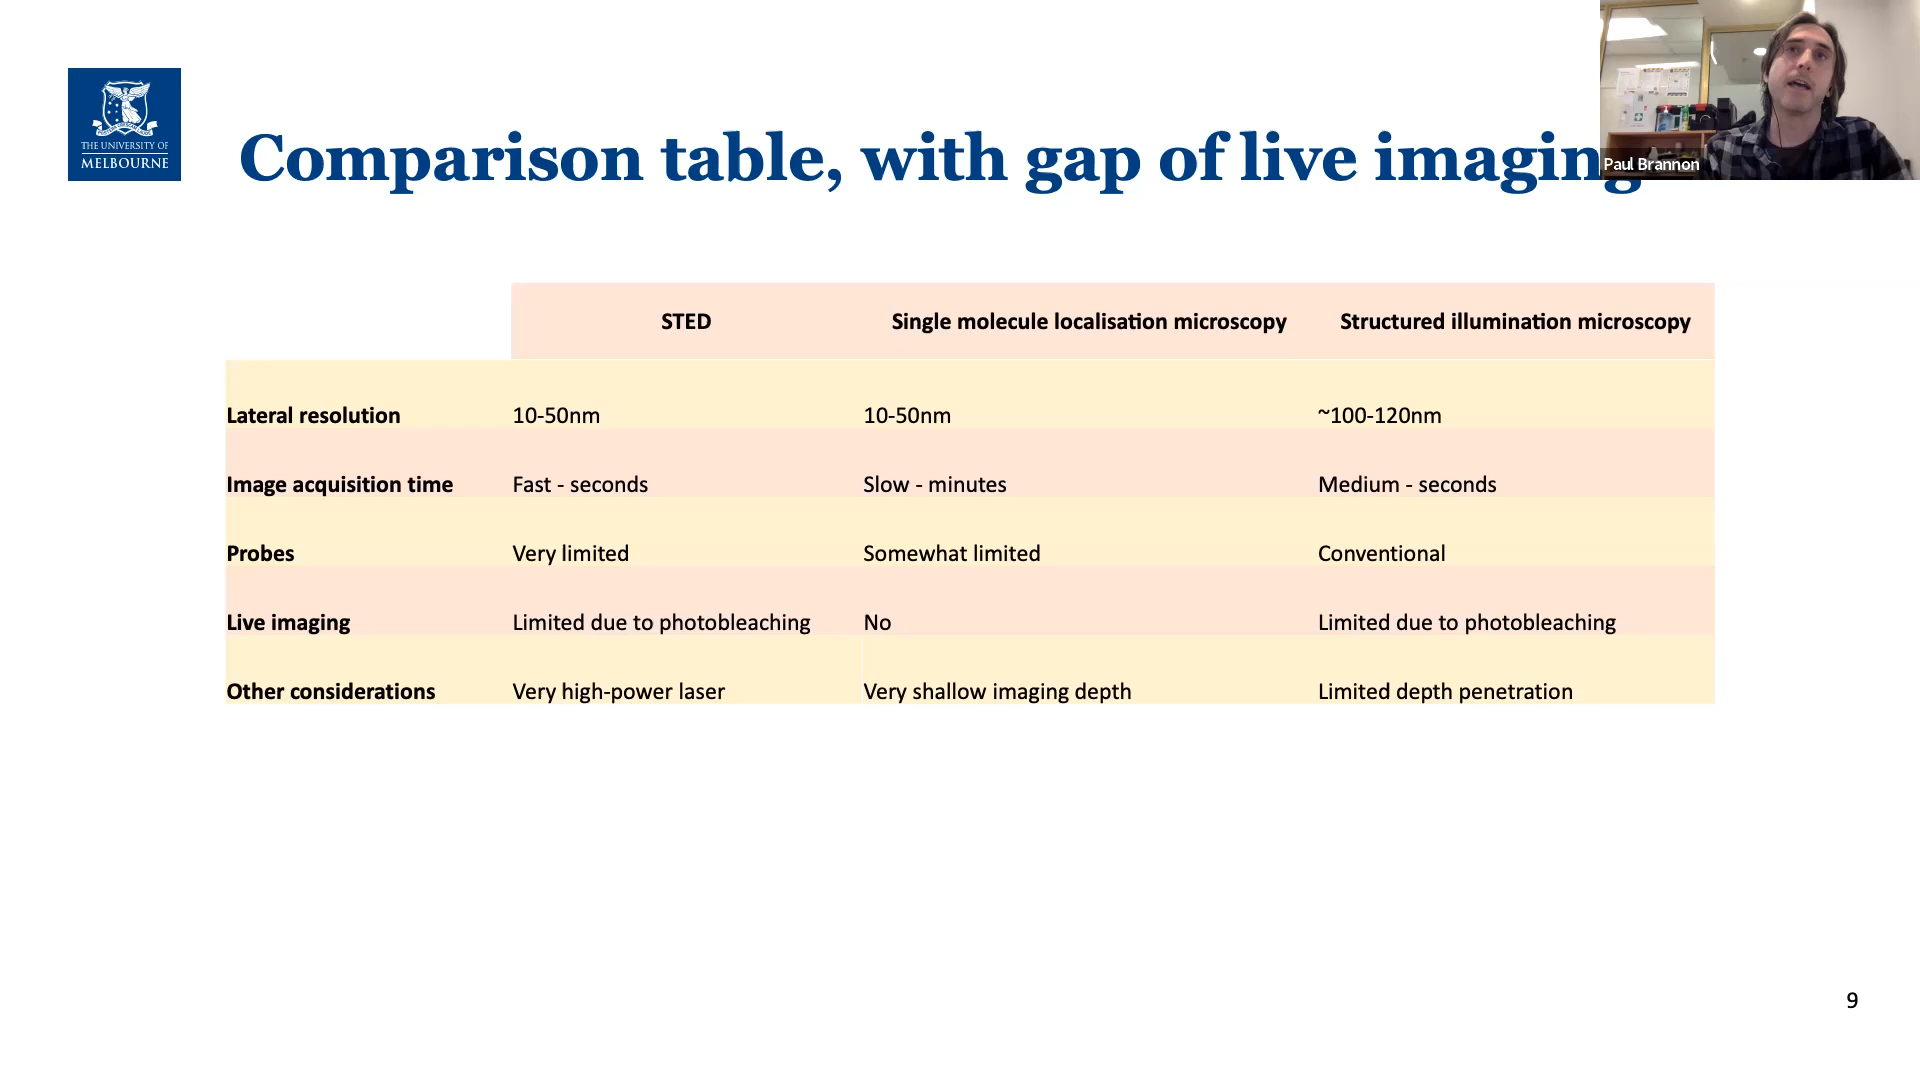 THE UNIVERSITY OF
MELBOURNE
Comparison table, with gap of live imaging
Paul Brannon
STED Single molecule localisation microscopy Structured illumination microscopy
Lateral resolution 10-50nm 10-50nm ~100-120nm
Image acquisition time Fast - seconds Slow - minutes Medium - seconds
Probes Very limited Somewhat limited Conventional
Live imaging Limited due to photobleaching No Limited due to photobleaching
Other considerations Very high-power laser Very shallow imaging depth Limited depth penetration
9